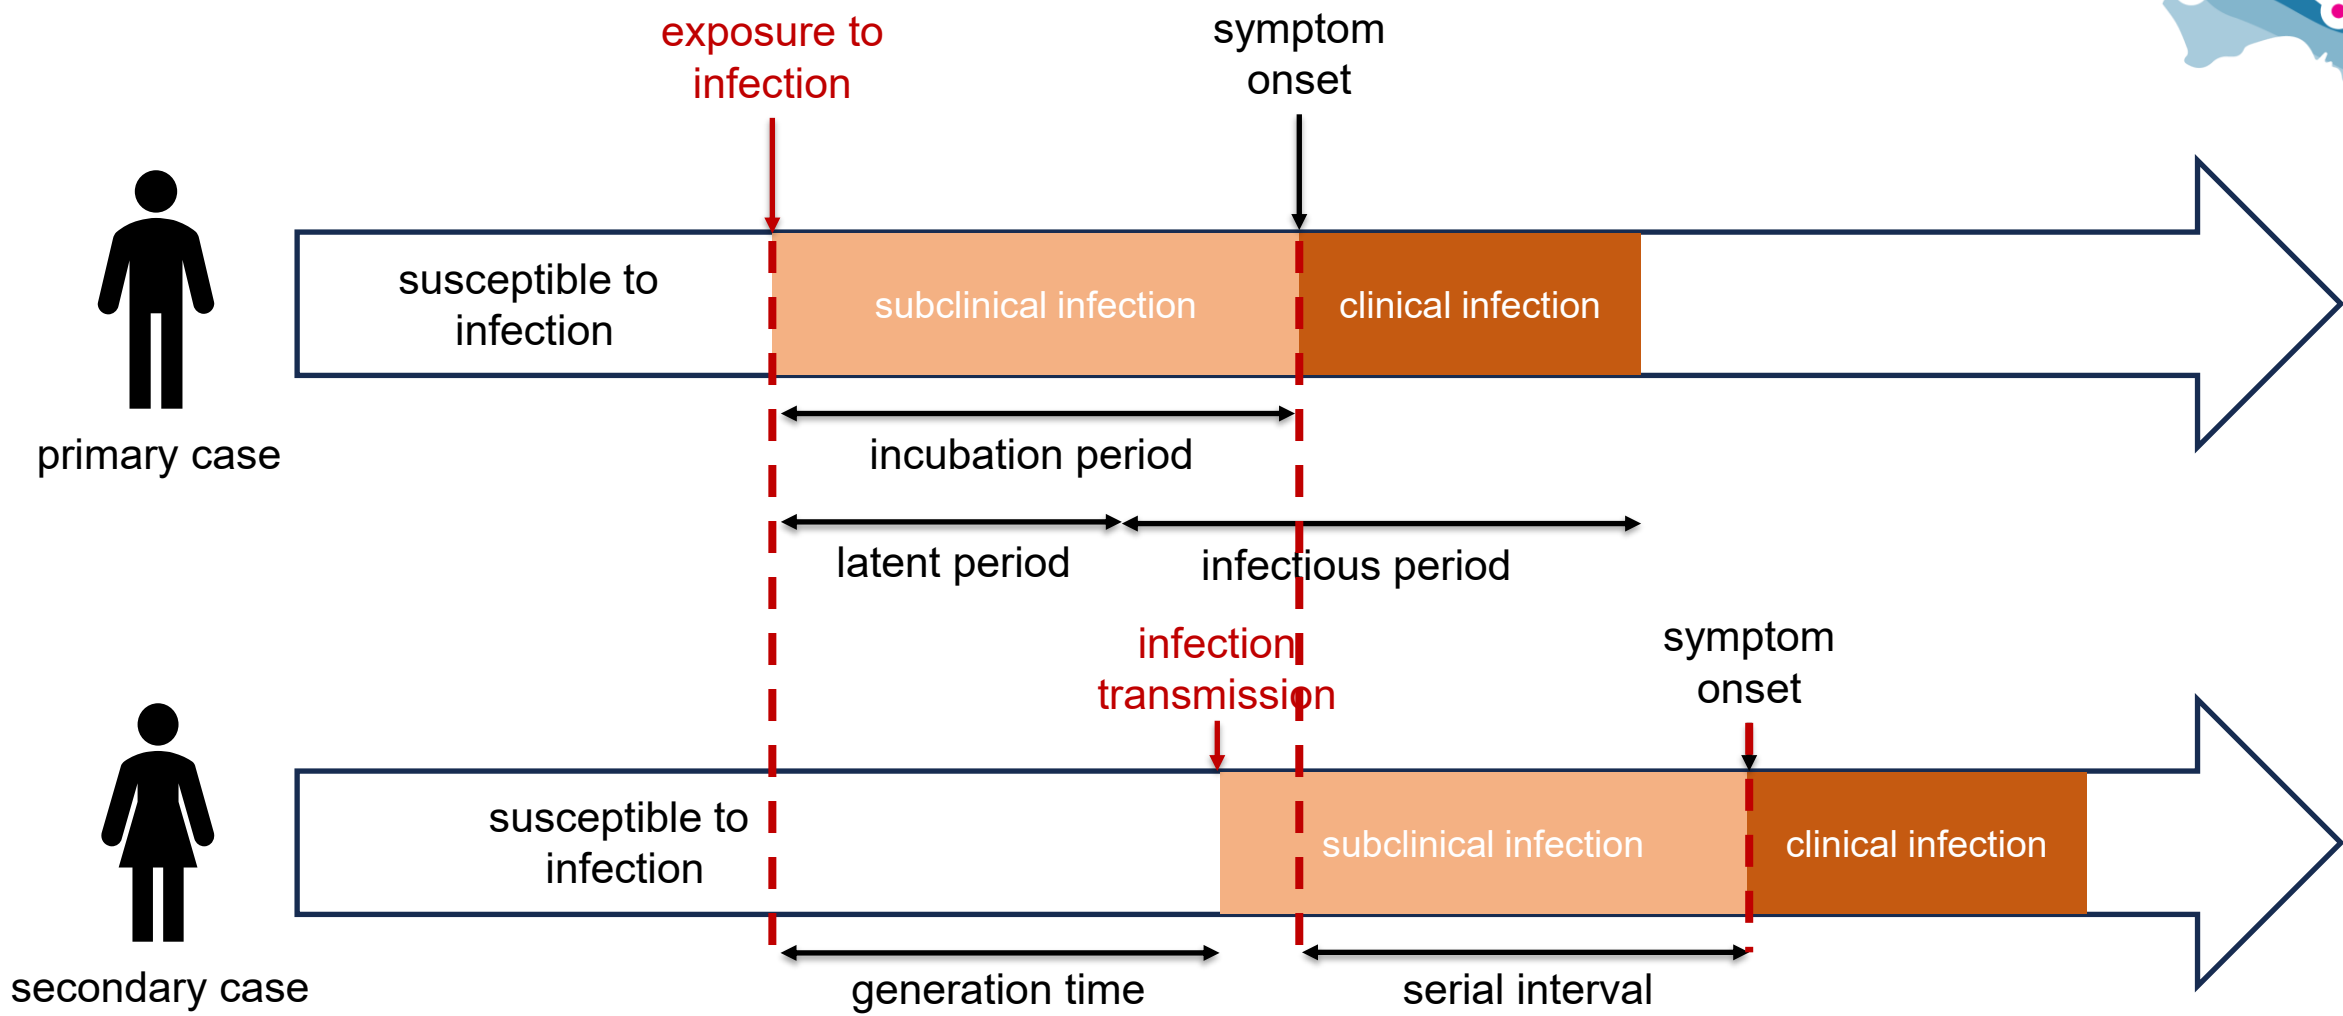 exposure to
infection
symptom
onset
susceptible to
infection
subclinical infection
clinical infection
primary case
incubation period
latent period
infectious period
infection
transmission
symptom
onset
susceptible to
infection
subclinical infection
clinical infection
secondary case
generation time
serial interval